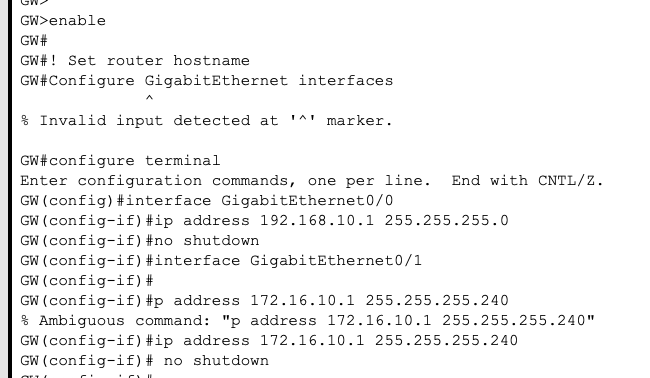 GW>
GW>enable
GW#
GW#! Set router hostname
GW#Configure GigabitEthernet interfaces
^
% Invalid input detected at '^' marker.
GW#configure terminal
Enter configuration commands, one per line.  End with CNTL/Z.
GW(config)#interface GigabitEthernet0/0
GW(config-if)#ip address 192.168.10.1 255.255.255.0
GW(config-if)#no shutdown
GW(config-if)#interface GigabitEthernet0/1
GW(config-if)#
GW(config-if)#p address 172.16.10.1 255.255.255.240
% Ambiguous command: "p address 172.16.10.1 255.255.255.240"
GW(config-if)#ip address 172.16.10.1 255.255.255.240
GW(config-if)# no shutdown
GW(config-if)#